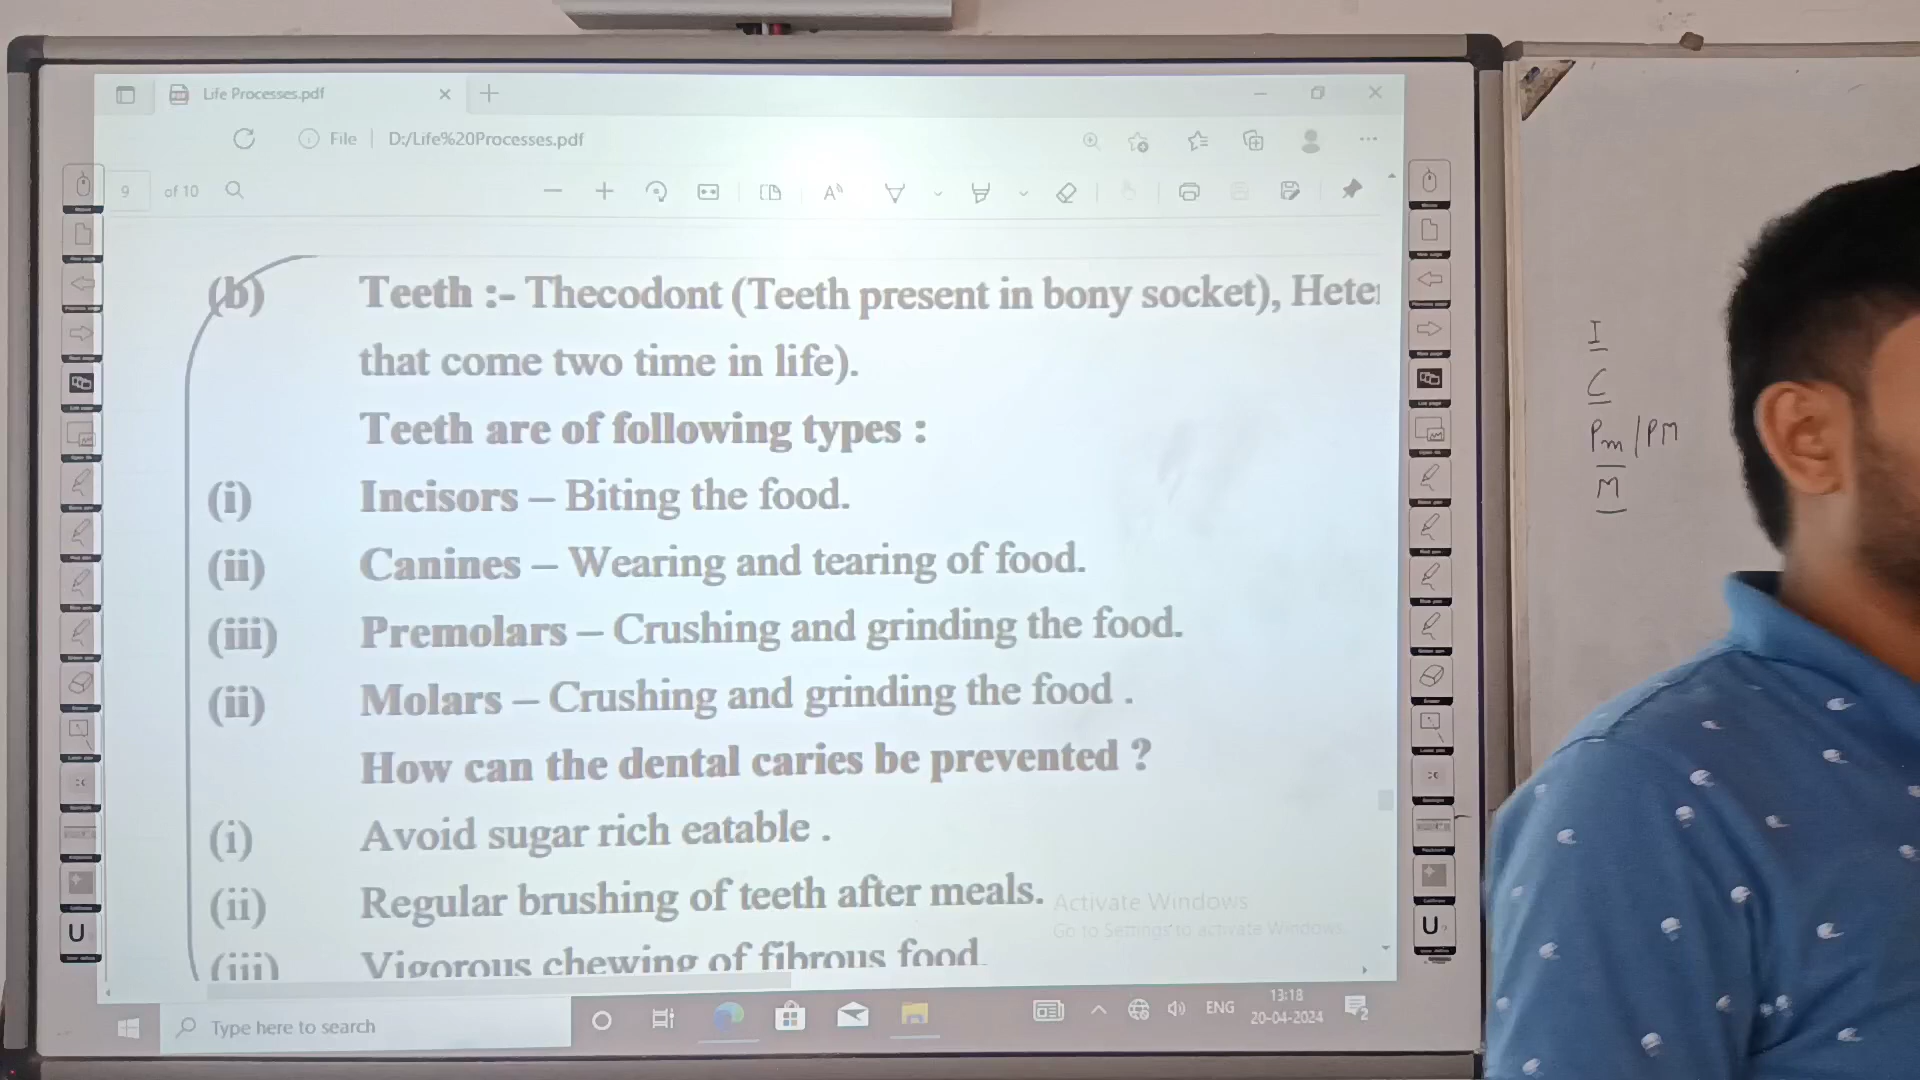 Life Processes.pdf
File | D:/Life%20Processes.pdf
9 of 10
(b) Teeth :- Thecodont (Teeth present in bony socket), Heter
that come two time in life).
Teeth are of following types :
(i) Incisors – Biting the food.
(ii) Canines – Wearing and tearing of food.
(iii) Premolars – Crushing and grinding the food.
(ii) Molars – Crushing and grinding the food .
How can the dental caries be prevented ?
(i) Avoid sugar rich eatable .
(ii) Regular brushing of teeth after meals.
(iii) Vigorous chewing of fibrous food
Activate Windows
Go to Settings to activate Windows.
Type here to search
ENG
13:18
20-04-2024
2
I
C
Pm/PM
M